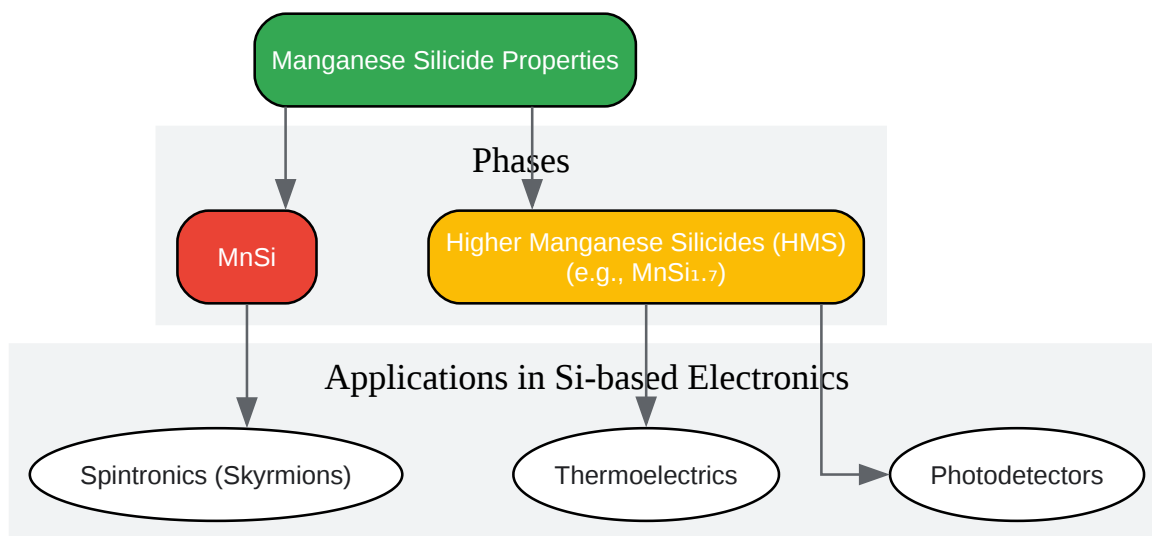 Manganese Silicide Properties
Phases
MnSi
Higher Manganese Silicides (HMS)
(e.g., MnSi₁.₇)
Applications in Si-based Electronics
Spintronics (Skyrmions)
Thermoelectrics
Photodetectors